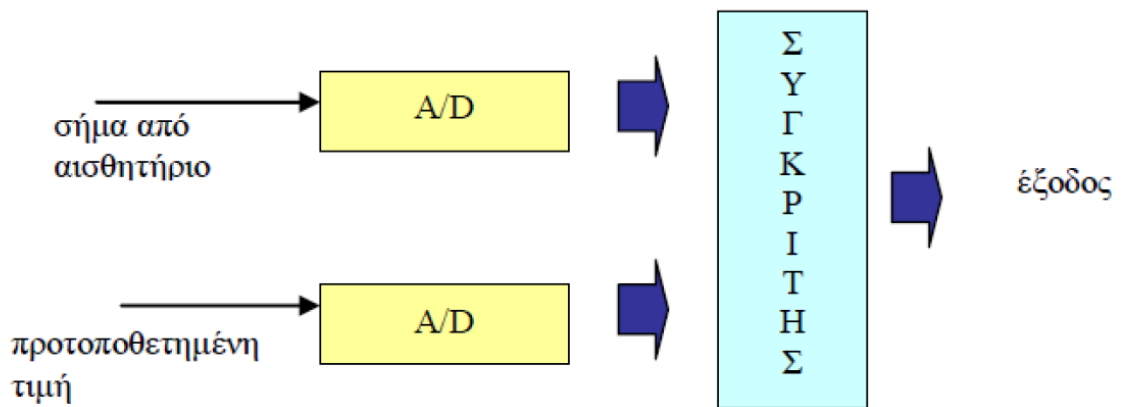 σήμα από
αισθητήριο
A/D
προτοποθετημένη
τιμή
A/D
Σ
Υ
Γ
Κ
Ρ
Ι
Τ
Η
Σ
έξοδος